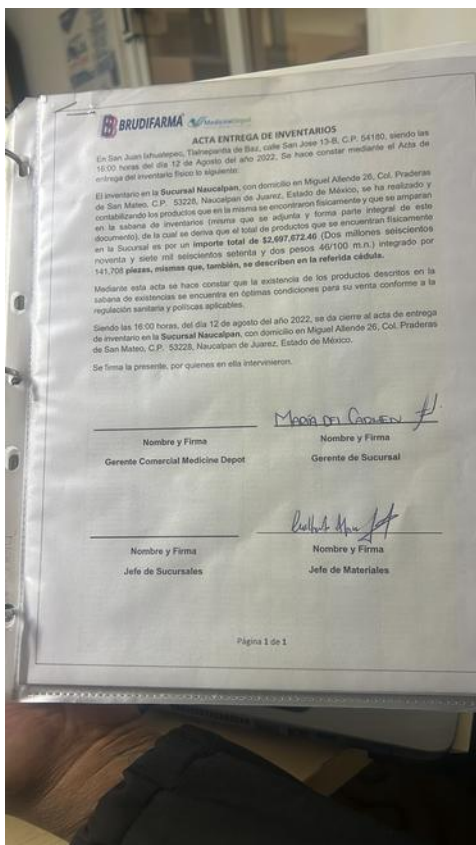 BRUDIFARMA MedicineDepot
ACTA ENTREGA DE INVENTARIOS
En San Juan Ixhuatepec, Tlalnepantla de Baz, calle San Jose 13-B, C.P. 54180, siendo las
16:00 horas del día 12 de Agosto del año 2022, Se hace constar mediante el Acta de
entrega del inventario físico lo siguiente:
El inventario en la Sucursal Naucalpan, con domicilio en Miguel Allende 26, Col. Praderas
de San Mateo, C.P. 53228, Naucalpan de Juarez, Estado de México, se ha realizado y
contabilizando los productos que en la misma se encontraron físicamente y que se amparan
en la sabana de inventarios (misma que se adjunta y forma parte integral de este
documento), de la cual se deriva que el total de productos que se encuentran físicamente
en la Sucursal es por un importe total de $2,697,672.46 (Dos millones seiscientos
noventa y siete mil seiscientos setenta y dos pesos 46/100 m.n.) integrado por
141,708 piezas, mismas que, también, se describen en la referida cédula.
Mediante esta acta se hace constar que la existencia de los productos descritos en la
sabana de existencias se encuentra en óptimas condiciones para su venta conforme a la
regulación sanitaria y políticas aplicables.
Siendo las 16:00 horas, del día 12 de agosto del año 2022, se da cierre al acta de entrega
de inventario en la Sucursal Naucalpan, con domicilio en Miguel Allende 26, Col. Praderas
de San Mateo, C.P. 53228, Naucalpan de Juarez, Estado de México.
Se firma la presente, por quienes en ella intervinieron.
MARÍA DEL CARMEN
Nombre y Firma Nombre y Firma
Gerente Comercial Medicine Depot Gerente de Sucursal
Nombre y Firma Nombre y Firma
Jefe de Sucursales Jefe de Materiales
Página 1 de 1